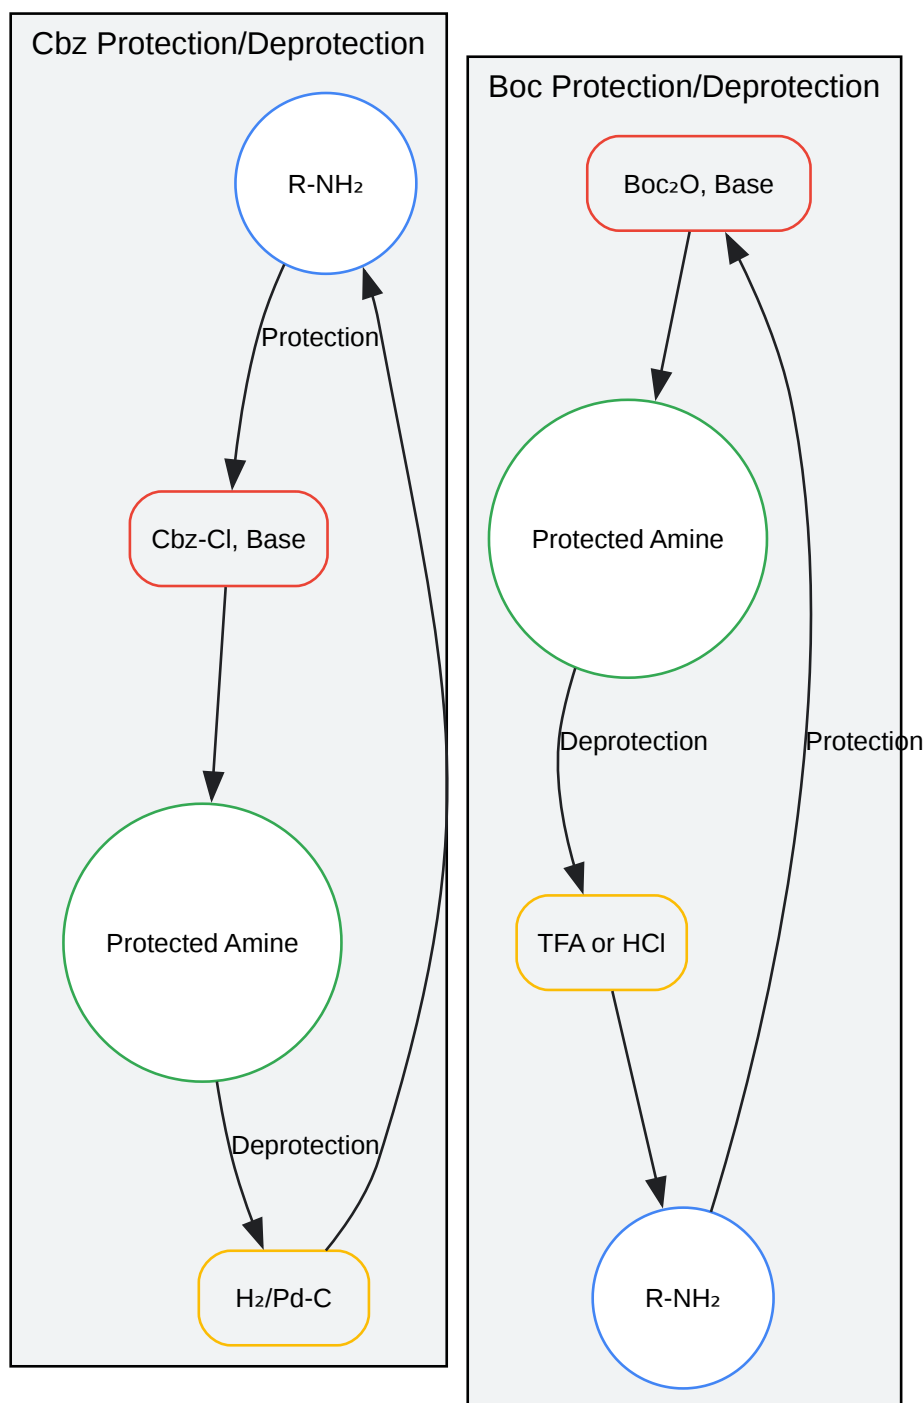 Cbz Protection/Deprotection
R-NH₂
Protection
Cbz-Cl, Base
Protected Amine
Deprotection
H₂/Pd-C
Boc Protection/Deprotection
Boc₂O, Base
Protected Amine
Deprotection
Protection
TFA or HCl
R-NH₂